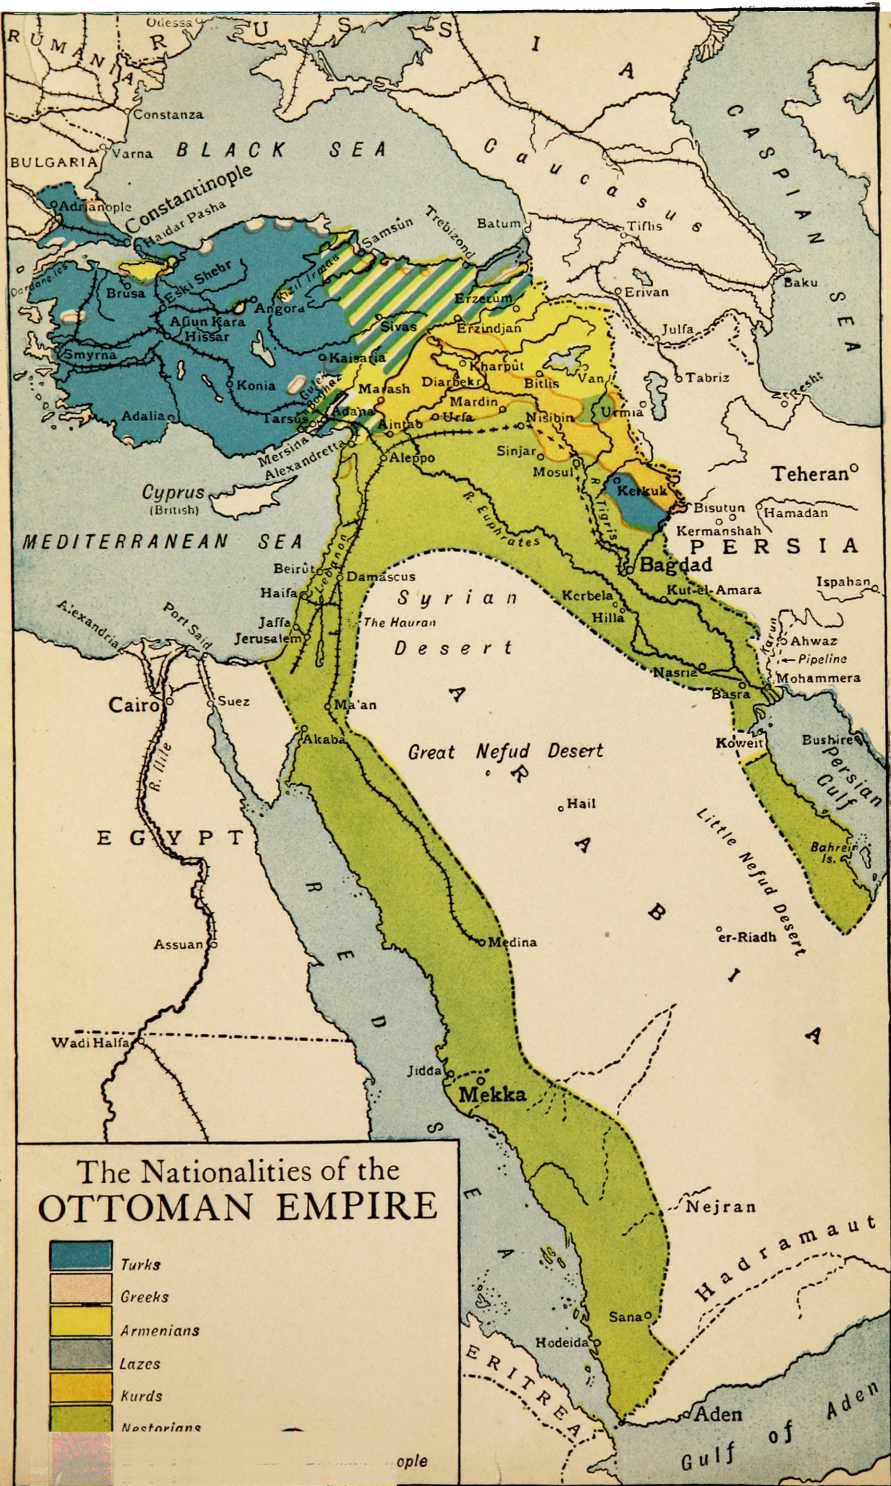 Odessa
RUMANIA
RUSSIA
Constanza
BULGARIA
Varna
BLACK SEA
Caucasus
CASPIAN SEA
Adrianople
Constantinople
Haidar Pasha
Dardanelles
Brusa
Eski Shehr
Angora
Kizil Irmak
Samsun
Trebizond
Batum
Tiflis
Baku
Erivan
Julfa
Erzerum
Erzindjan
Sivas
Afiun Kara
Hissar
Smyrna
Kaisaria
Konia
Kharput
Diarbekr
Bitlis
Van
Tabriz
Resht
Urmia
Marash
Mardin
Adalia
Tarsus
Adana
Aintab
Urfa
Nisibin
Mersina
Alexandretta
Aleppo
Sinjar
Mosul
Teheran
Cyprus
(British)
R. Euphrates
R. Tigris
Kerkuk
Bisutun
Hamadan
Kermanshah
PERSIA
MEDITERRANEAN SEA
Bagdad
Beirût
Lebanon
Damascus
Haifa
Syrian
Desert
Kerbela
Hilla
Kut-el-Amara
Ispahan
Alexandria
Port Said
Jaffa
Jerusalem
The Hauran
Karun
Ahwaz
Pipeline
Mohammera
Nasrie
Basra
Cairo
Suez
Ma'an
Akaba
ARABIA
Great Nefud Desert
Koweit
Bushire
Persian
Gulf
R. Nile
Hail
Little Nefud Desert
Bahrein
Is.
EGYPT
RED SEA
er-Riadh
Assuan
Medina
Wadi Halfa
Jidda
Mekka
Nejran
Hadramaut
Sana
Hodeida
ERITREA
Aden
Gulf of Aden
The Nationalities of the
OTTOMAN EMPIRE
Turks
Greeks
Armenians
Lazes
Kurds
Nestorians
ople